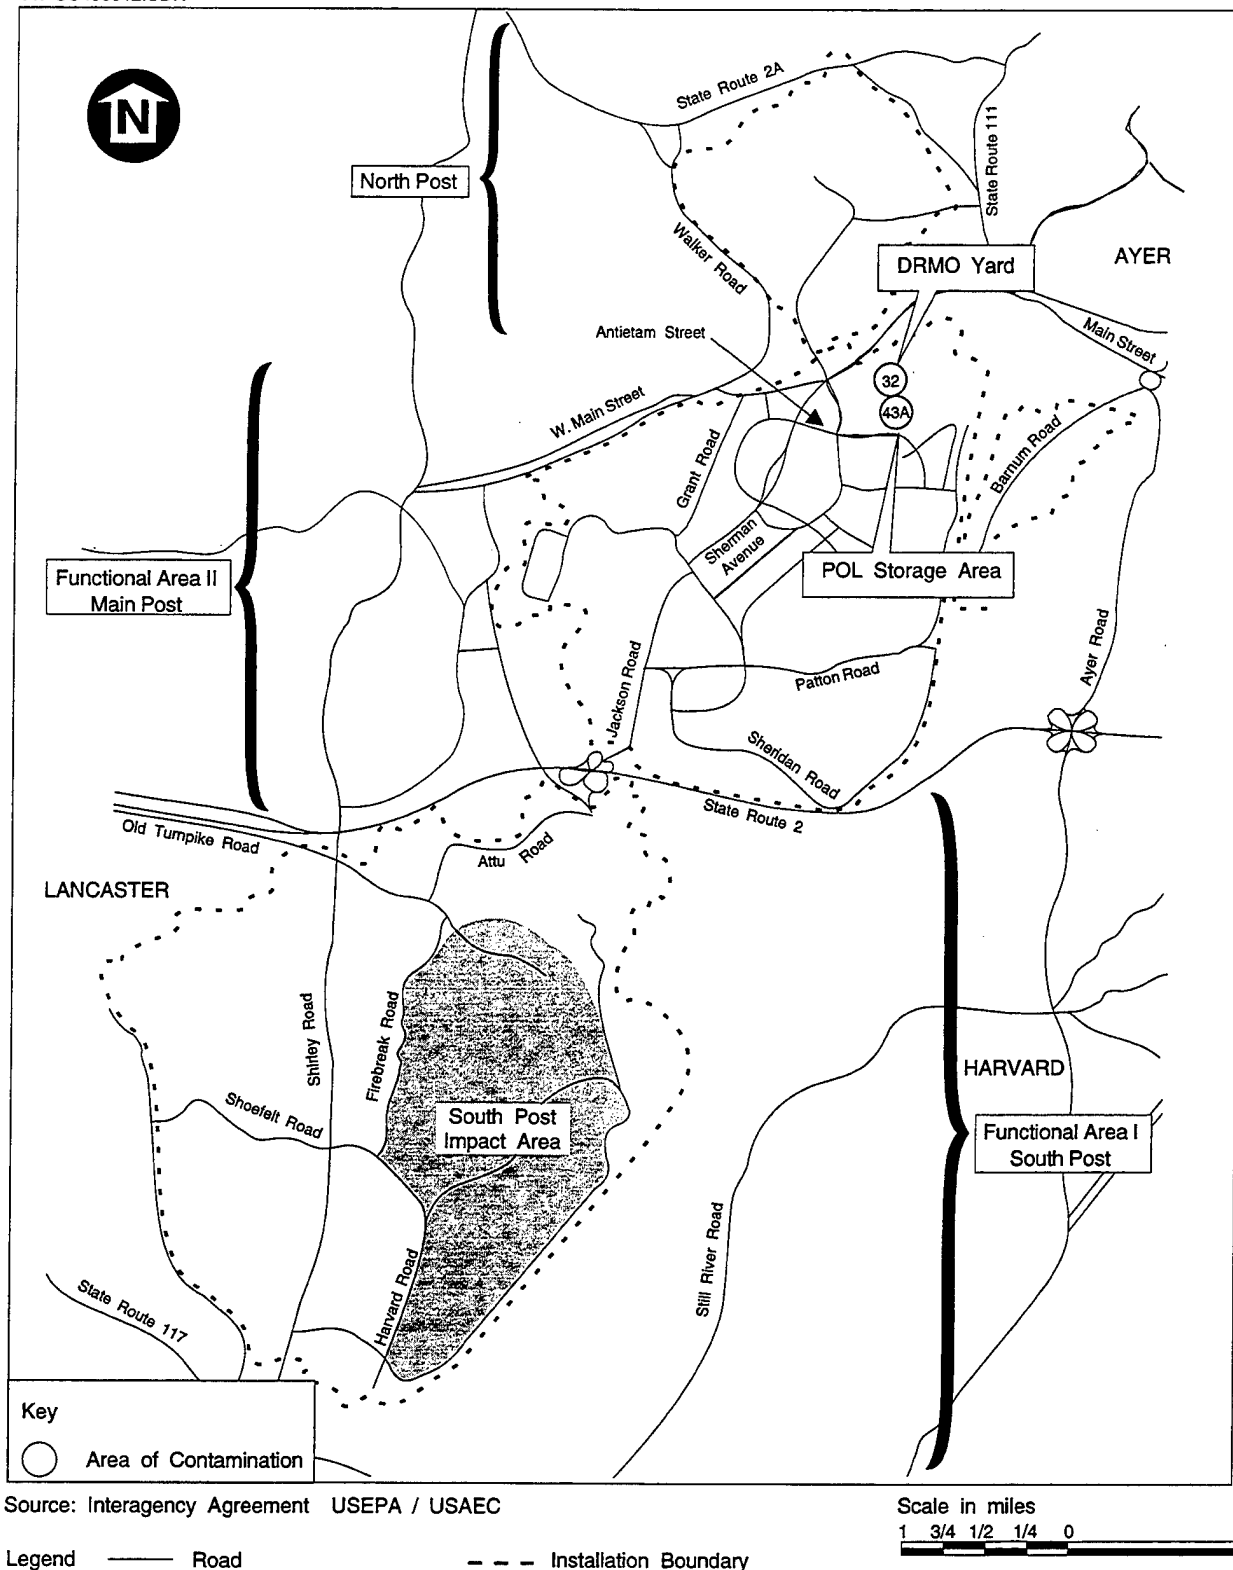 N
State Route 2A
State Route 111
North Post
Walker Road
DRMO Yard
AYER
Main Street
Antietam Street
32
43A
W. Main Street
Grant Road
Barnum Road
Sherman
Avenue
POL Storage Area
Functional Area II
Main Post
Jackson Road
Patton Road
Ayer Road
Sheridan Road
State Route 2
Old Turnpike Road
Attu Road
LANCASTER
Shirley Road
Firebreak Road
Shoefelt Road
South Post
Impact Area
HARVARD
Functional Area I
South Post
Still River Road
Harvard Road
State Route 117
Key
Area of Contamination
Source: Interagency Agreement USEPA / USAEC
Scale in miles
1 3/4 1/2 1/4 0
Legend Road Installation Boundary